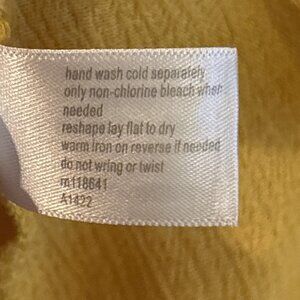 hand wash cold separately
only non-chlorine bleach when
needed
reshape lay flat to dry
warm iron on reverse if needed
do not wring or twist
rn118641
A1422